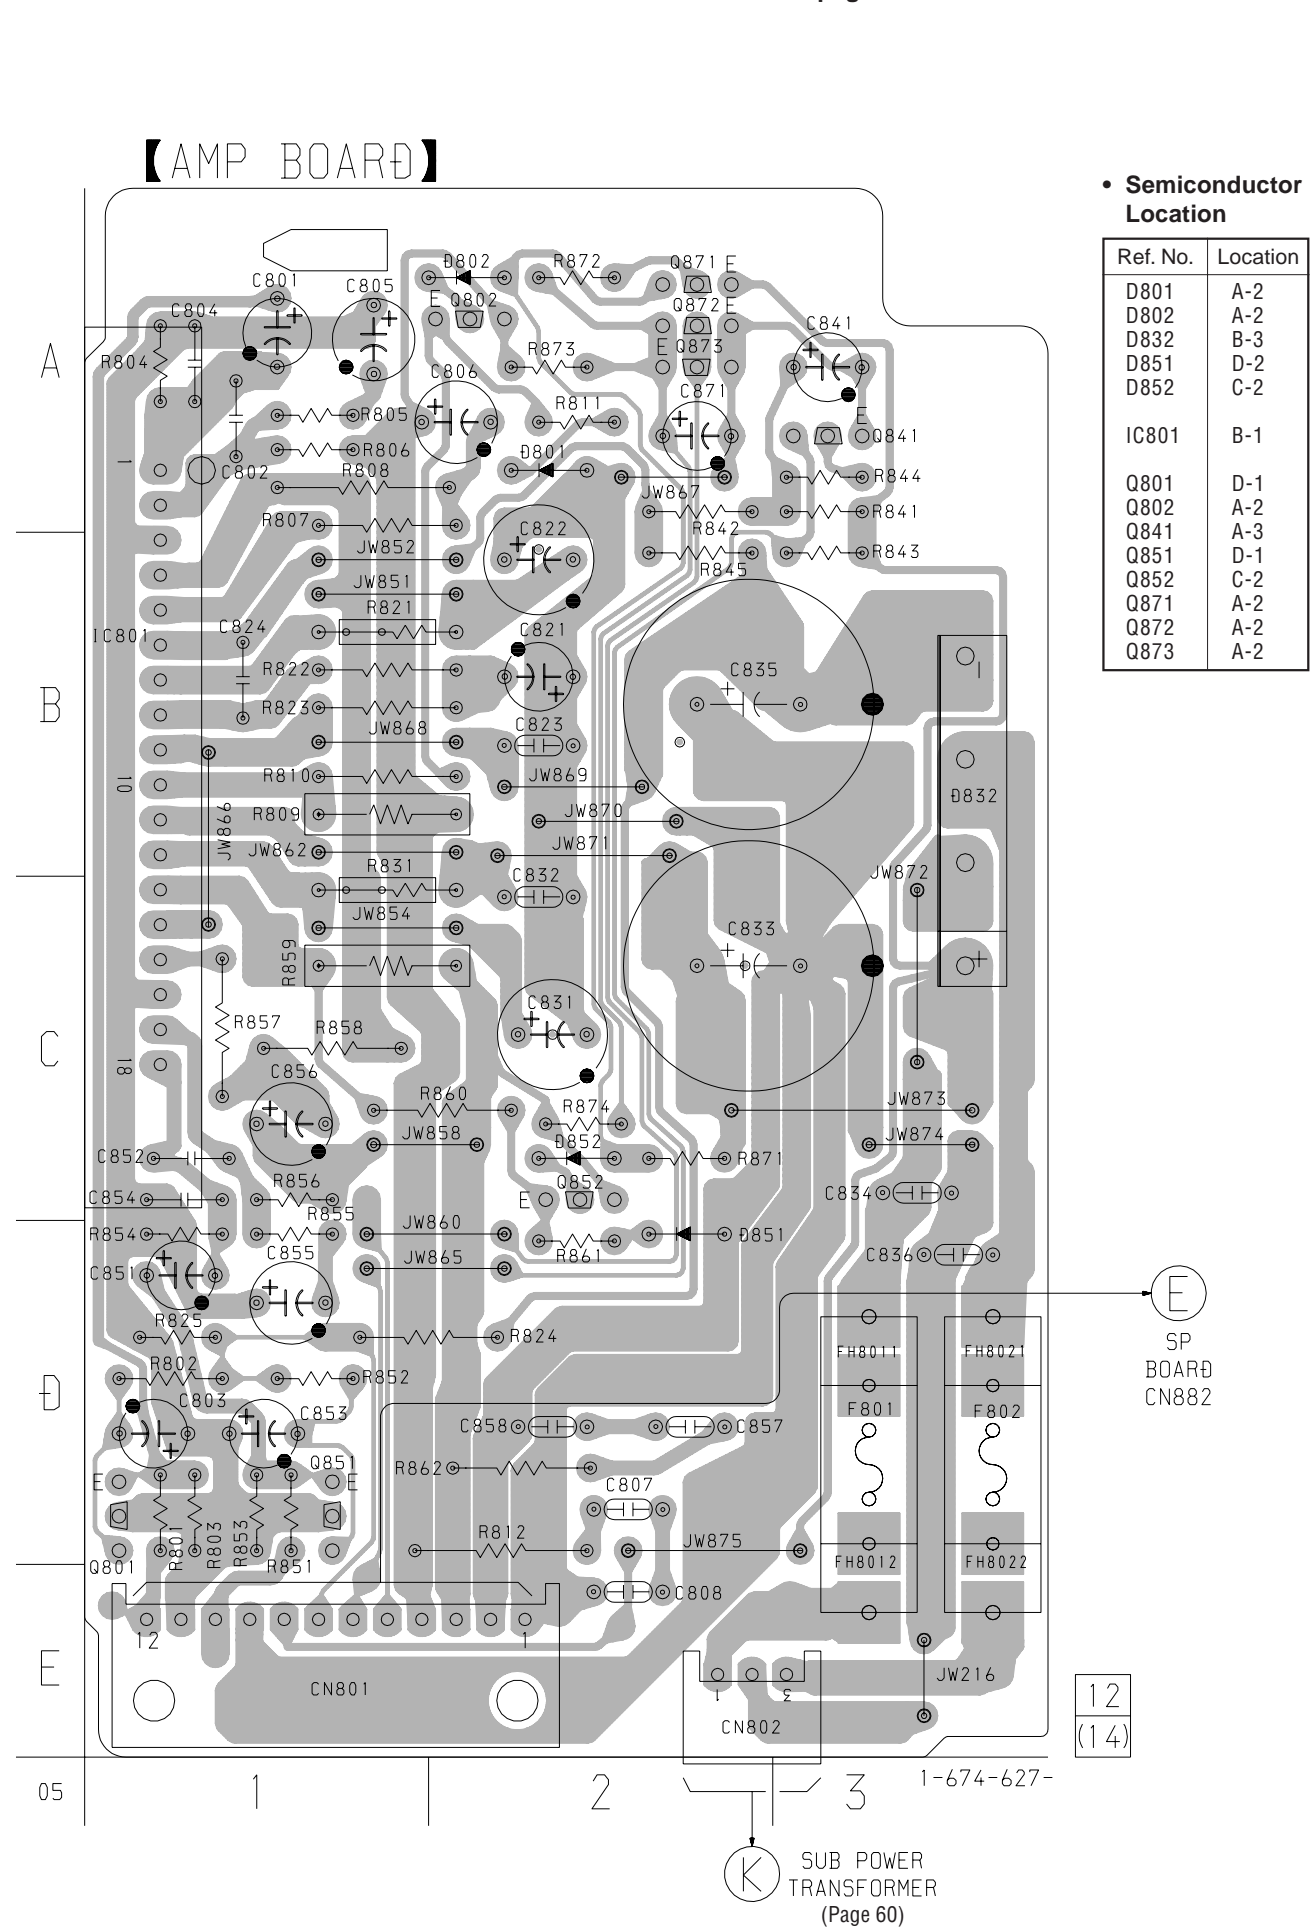 【AMP BOARD】
• Semiconductor
Location
Ref. No. Location
D801 A-2
D802 A-2
D832 B-3
D851 D-2
D852 C-2
IC801 B-1
Q801 D-1
Q802 A-2
Q841 A-3
Q851 D-1
Q852 C-2
Q871 A-2
Q872 A-2
Q873 A-2
D802 R872 Q871 E
C801 C805 E Q802 Q872 E
C804 C841
A R804 R873 E Q873
C806 C871
R805 R811 E
R806 Q841
1 C802 R808 D801 R844
JW867
R807 C822 R842 R841
JW852 R843
JW851 R845
R821
IC801 C824 C821
R822 C835
B R823
JW868 C823
10 R810 JW869 D832
R809 JW870
JW866 JW862 JW871
R831 C832 JW872
JW854
R859 C833 +
C831
C R857 R858
18 C856
R860 R874 JW873
JW858 JW874
C852 D852 R871
C854 R856 E Q852 C834
R855
R854 JW860 D851
C851 C855 JW865 R861 C836
R825 R824 E
SP
BOARD
CN882
R802 R852 FH8011 FH8021
D C803 C853 F801 F802
C858 C857
Q851
E E R862 C807
R801 R803 R853 R851 R812 JW875
Q801 FH8012 FH8022
C808
12 1
E CN801 1 3 JW216 12
CN802 (14)
05 1 2 3 1-674-627-
K SUB POWER
TRANSFORMER
(Page 60)